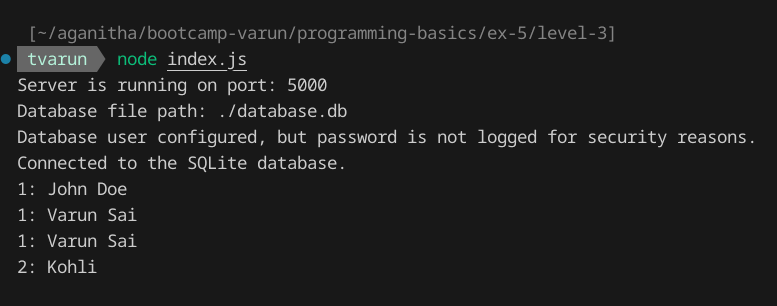 [~/aganitha/bootcamp-varun/programming-basics/ex-5/level-3]
tvarun node index.js
Server is running on port: 5000
Database file path: ./database.db
Database user configured, but password is not logged for security reasons.
Connected to the SQLite database.
1: John Doe
1: Varun Sai
1: Varun Sai
2: Kohli